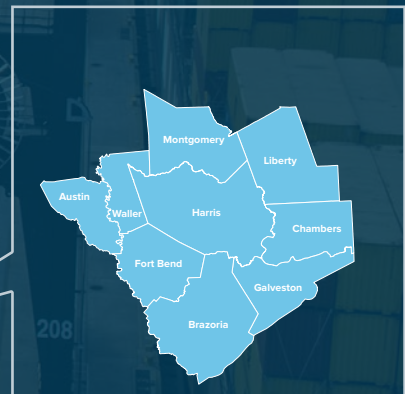 Montgomery
Liberty
Austin
Waller
Harris
Chambers
Fort Bend
Galveston
Brazoria
208